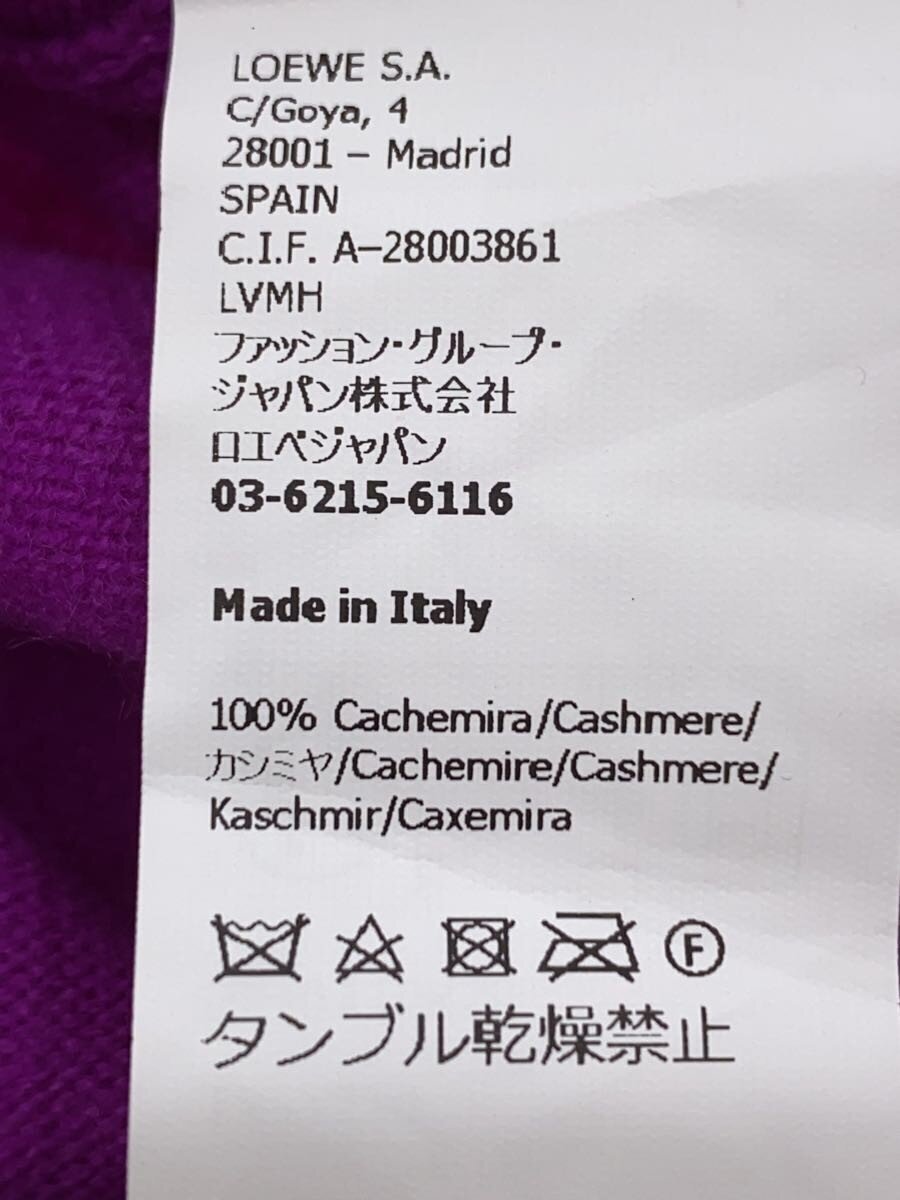 LOEWE S.A.
C/Goya, 4
28001 – Madrid
SPAIN
C.I.F. A–28003861
LVMH
ファッション・グループ・
ジャパン株式会社
ロエベジャパン
03-6215-6116
Made in Italy
100% Cachemira/Cashmere/
カシミヤ/Cachemire/Cashmere/
Kaschmir/Caxemira
F
タンブル乾燥禁止